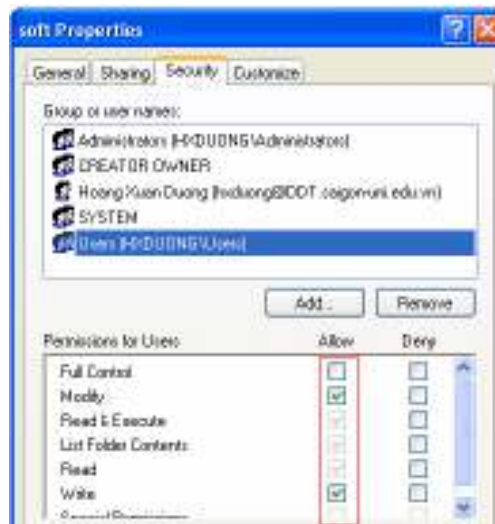 soft Properties
General Sharing Security Customize
Group or user names:
Administrators (HXDUONG\Administrators)
CREATOR OWNER
Hoang Xuan Duong (hxduong@DDT.saigon-uni.edu.vn)
SYSTEM
Users (HXDUONG\Users)
Add... Remove
Permissions for Users Allow Deny
Full Control
Modify
Read & Execute
List Folder Contents
Read
Write
Special Permissions